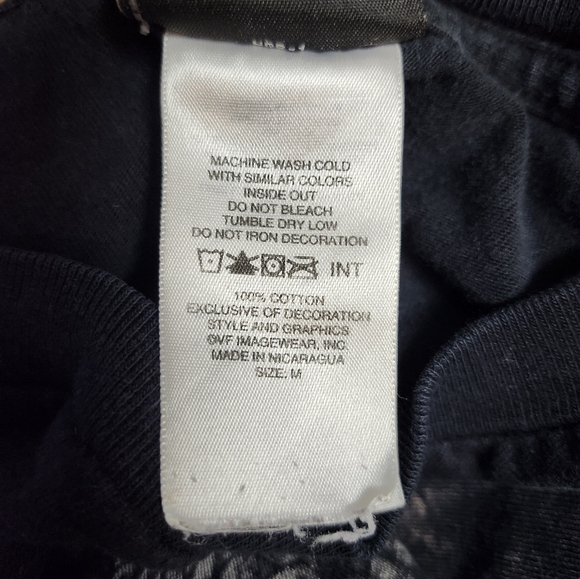 MACHINE WASH COLD
WITH SIMILAR COLORS
INSIDE OUT
DO NOT BLEACH
TUMBLE DRY LOW
DO NOT IRON DECORATION
INT
100% COTTON
EXCLUSIVE OF DECORATION
STYLE AND GRAPHICS
©VF IMAGEWEAR, INC
MADE IN NICARAGUA
SIZE: M